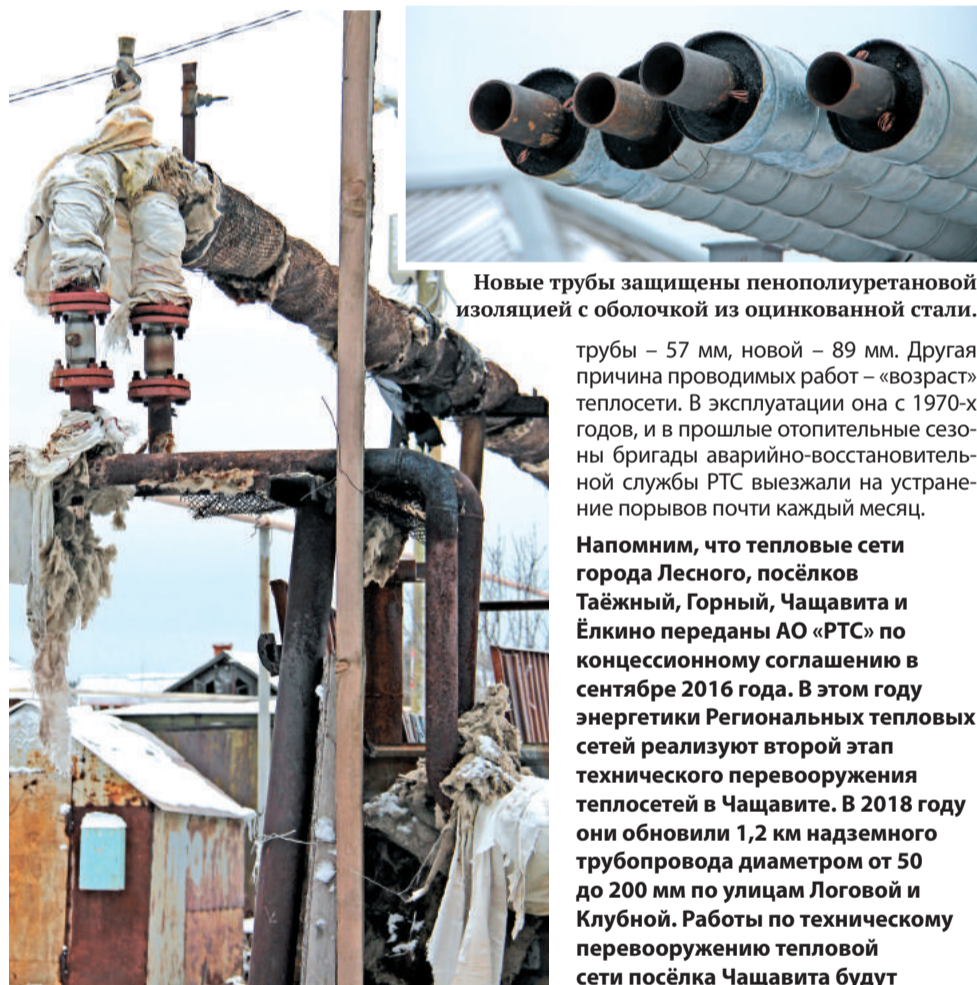 Новые трубы защищены пенополиуретановой
изоляцией с оболочкой из оцинкованной стали.
трубы – 57 мм, новой – 89 мм. Другая
причина проводимых работ – «возраст»
теплосети. В эксплуатации она с 1970-х
годов, и в прошлые отопительные сезо-
ны бригады аварийно-восстановитель-
ной службы РТС выезжали на устране-
ние порывов почти каждый месяц.
Напомним, что тепловые сети
города Лесного, посёлков
Таёжный, Горный, Чащавита и
Ёлкино переданы АО «РТС» по
концессионному соглашению в
сентябре 2016 года. В этом году
энергетики Региональных тепловых
сетей реализуют второй этап
технического перевооружения
теплосетей в Чащавите. В 2018 году
они обновили 1,2 км надземного
трубопровода диаметром от 50
до 200 мм по улицам Логовой и
Клубной. Работы по техническому
перевооружению тепловой
сети посёлка Чащавита будут